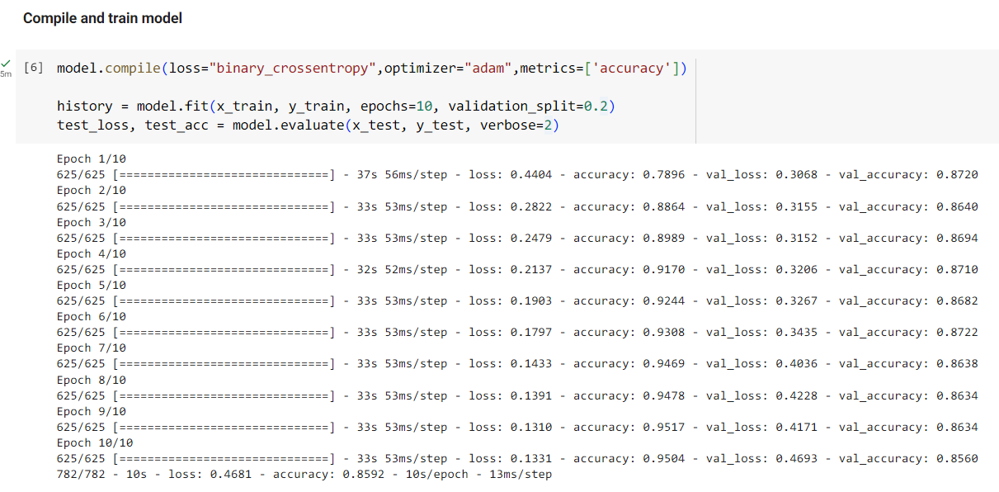 Compile and train model
5m
[6] model.compile(loss="binary_crossentropy",optimizer="adam",metrics=['accuracy'])
history = model.fit(x_train, y_train, epochs=10, validation_split=0.2)
test_loss, test_acc = model.evaluate(x_test, y_test, verbose=2)
Epoch 1/10
625/625 [==============================] - 37s 56ms/step - loss: 0.4404 - accuracy: 0.7896 - val_loss: 0.3068 - val_accuracy: 0.8720
Epoch 2/10
625/625 [==============================] - 33s 53ms/step - loss: 0.2822 - accuracy: 0.8864 - val_loss: 0.3155 - val_accuracy: 0.8640
Epoch 3/10
625/625 [==============================] - 33s 53ms/step - loss: 0.2479 - accuracy: 0.8989 - val_loss: 0.3152 - val_accuracy: 0.8694
Epoch 4/10
625/625 [==============================] - 32s 52ms/step - loss: 0.2137 - accuracy: 0.9170 - val_loss: 0.3206 - val_accuracy: 0.8710
Epoch 5/10
625/625 [==============================] - 33s 53ms/step - loss: 0.1903 - accuracy: 0.9244 - val_loss: 0.3267 - val_accuracy: 0.8682
Epoch 6/10
625/625 [==============================] - 33s 53ms/step - loss: 0.1797 - accuracy: 0.9308 - val_loss: 0.3435 - val_accuracy: 0.8722
Epoch 7/10
625/625 [==============================] - 33s 53ms/step - loss: 0.1433 - accuracy: 0.9469 - val_loss: 0.4036 - val_accuracy: 0.8638
Epoch 8/10
625/625 [==============================] - 33s 53ms/step - loss: 0.1391 - accuracy: 0.9478 - val_loss: 0.4228 - val_accuracy: 0.8634
Epoch 9/10
625/625 [==============================] - 33s 53ms/step - loss: 0.1310 - accuracy: 0.9517 - val_loss: 0.4171 - val_accuracy: 0.8634
Epoch 10/10
625/625 [==============================] - 33s 53ms/step - loss: 0.1331 - accuracy: 0.9504 - val_loss: 0.4693 - val_accuracy: 0.8560
782/782 - 10s - loss: 0.4681 - accuracy: 0.8592 - 10s/epoch - 13ms/step